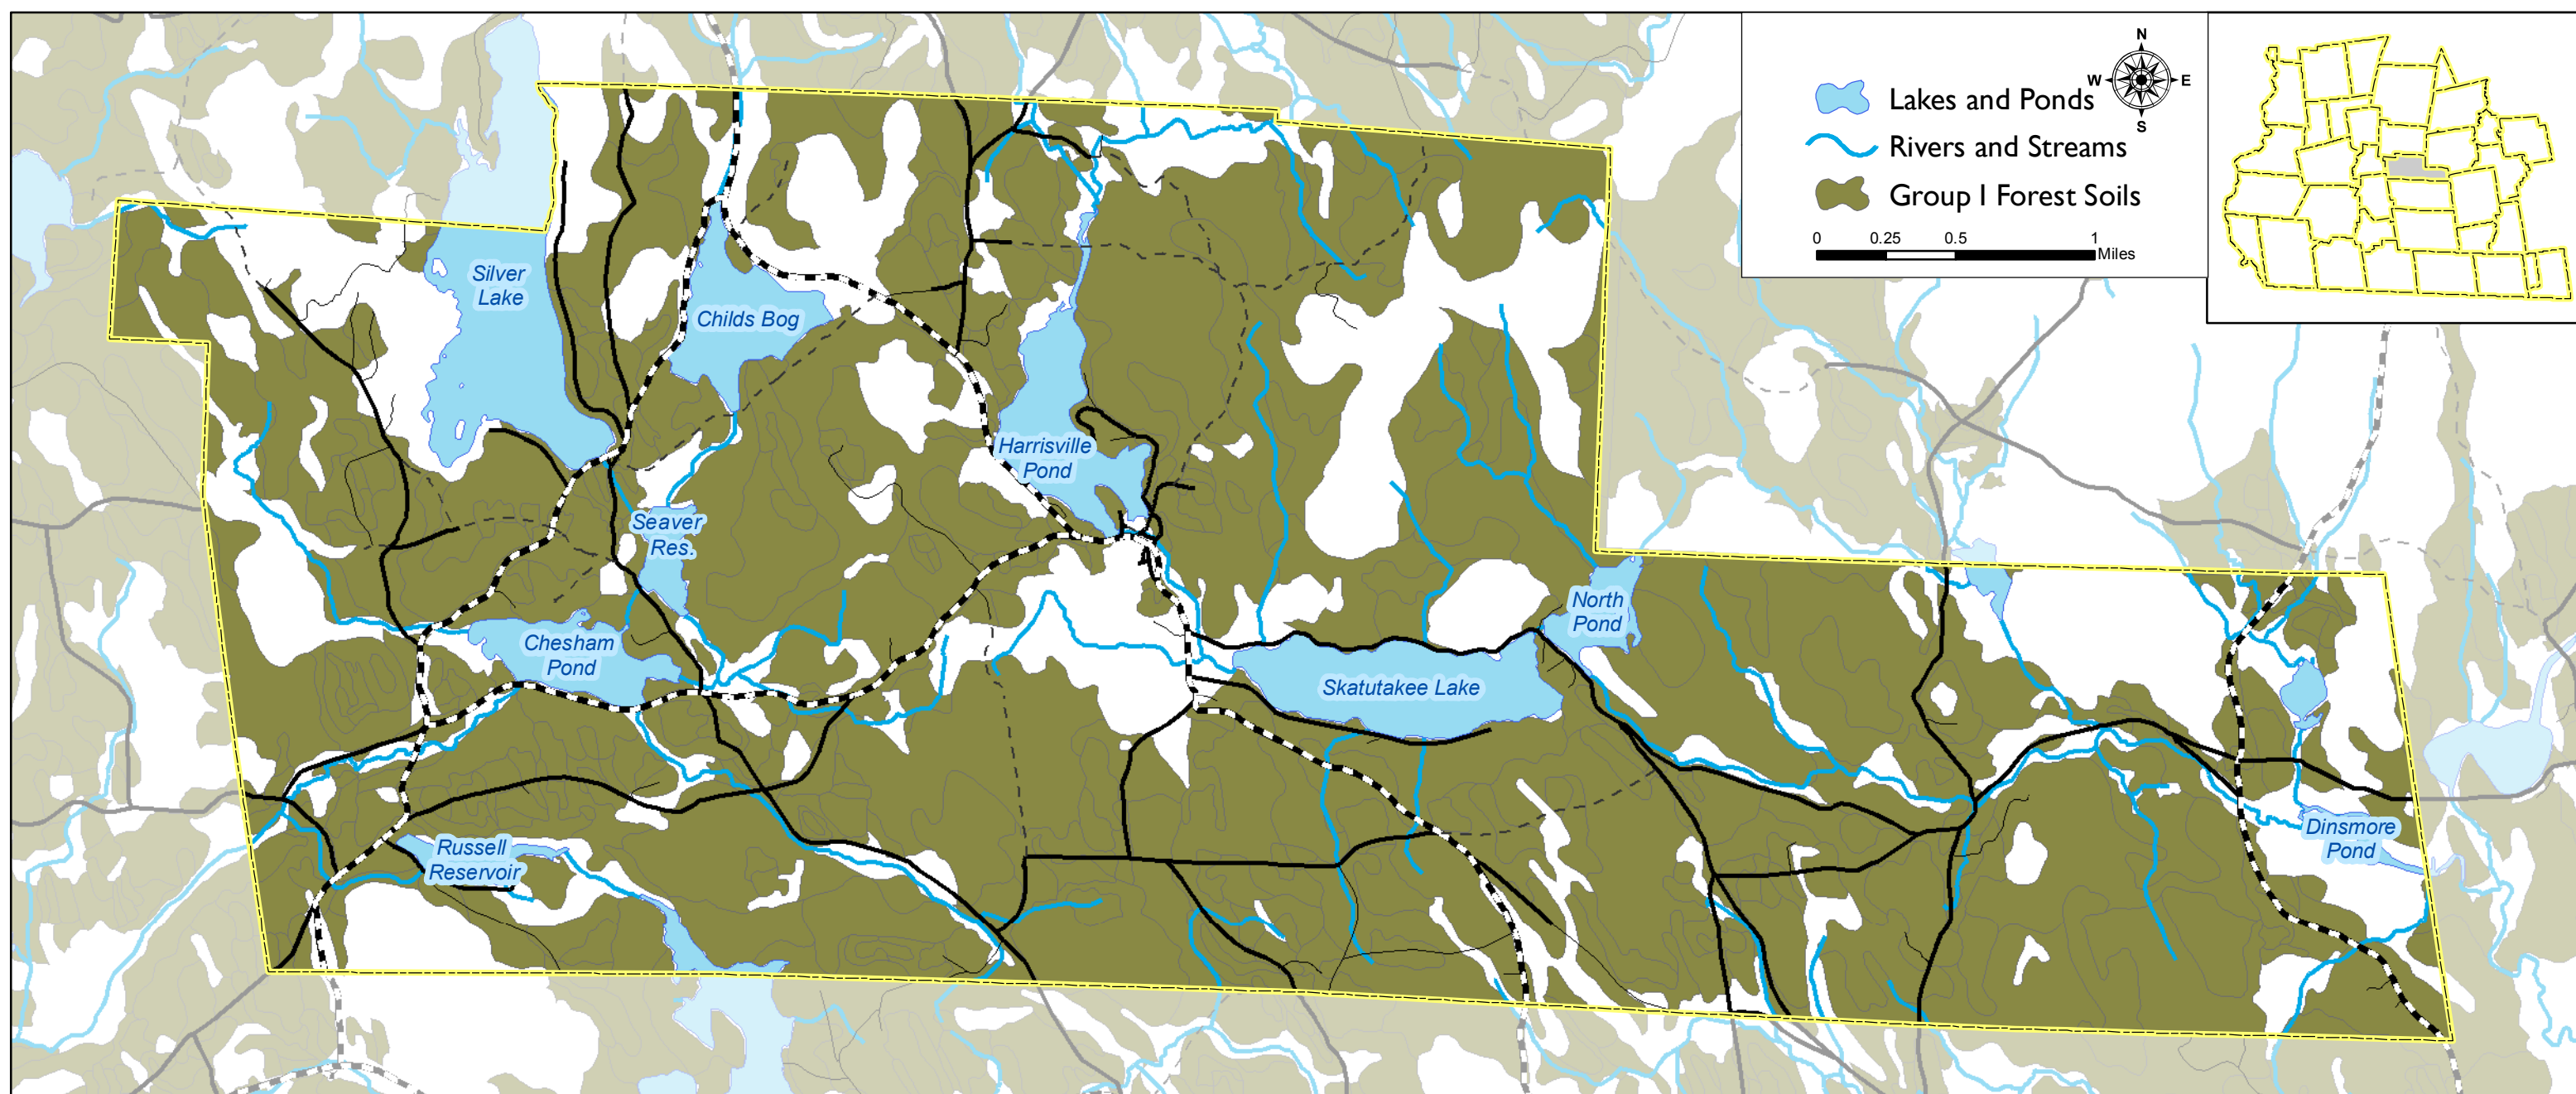 N
W
E
S
Lakes and Ponds
Rivers and Streams
Group I Forest Soils
0
0.25
0.5
1
Miles
Silver
Lake
Childs Bog
Harrisville
Pond
Seaver
Res.
North
Pond
Chesham
Pond
Skatutakee Lake
Russell
Reservoir
Dinsmore
Pond